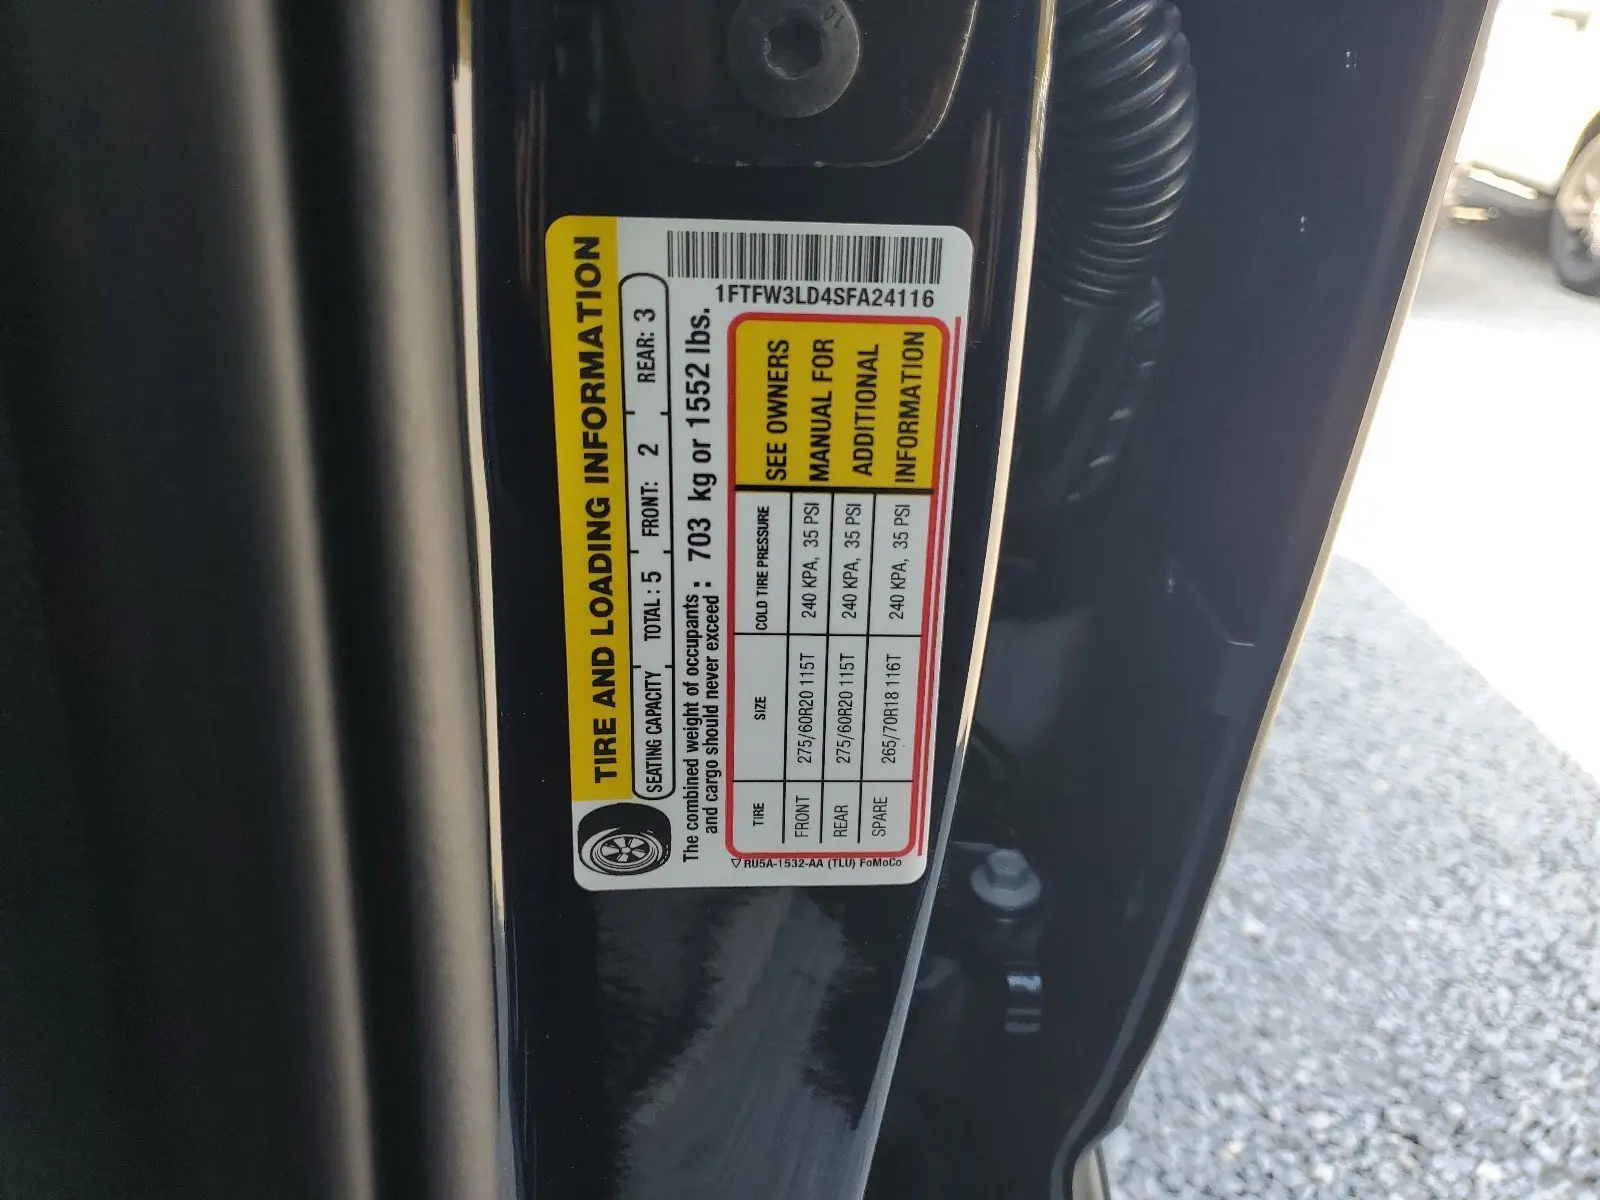 TIRE AND LOADING INFORMATION
SEATING CAPACITY TOTAL : 5 FRONT: 2 REAR: 3
The combined weight of occupants
and cargo should never exceed : 703 kg or 1552 lbs.
1FTFW3LD4SFA24116
TIRE SIZE COLD TIRE PRESSURE
FRONT 275/60R20 115T 240 KPA, 35 PSI
REAR 275/60R20 115T 240 KPA, 35 PSI
SPARE 265/70R18 116T 240 KPA, 35 PSI
SEE OWNERS
MANUAL FOR
ADDITIONAL
INFORMATION
RU5A-1532-AA (TLU) FoMoCo